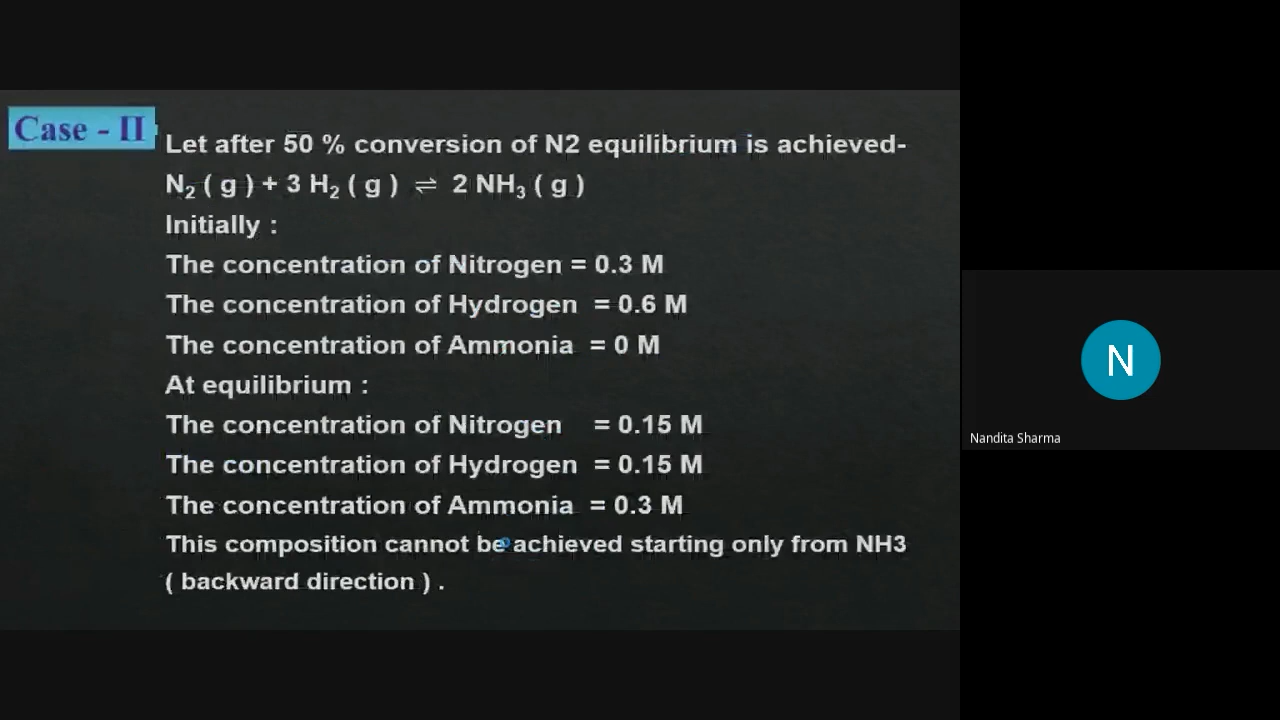 Case - II
Let after 50 % conversion of N2 equilibrium is achieved-
N₂ ( g ) + 3 H₂ ( g ) ⇌ 2 NH₃ ( g )
Initially :
The concentration of Nitrogen = 0.3 M
The concentration of Hydrogen = 0.6 M
The concentration of Ammonia = 0 M
At equilibrium :
The concentration of Nitrogen = 0.15 M
The concentration of Hydrogen = 0.15 M
The concentration of Ammonia = 0.3 M
This composition cannot be achieved starting only from NH3
( backward direction ) .
N
Nandita Sharma